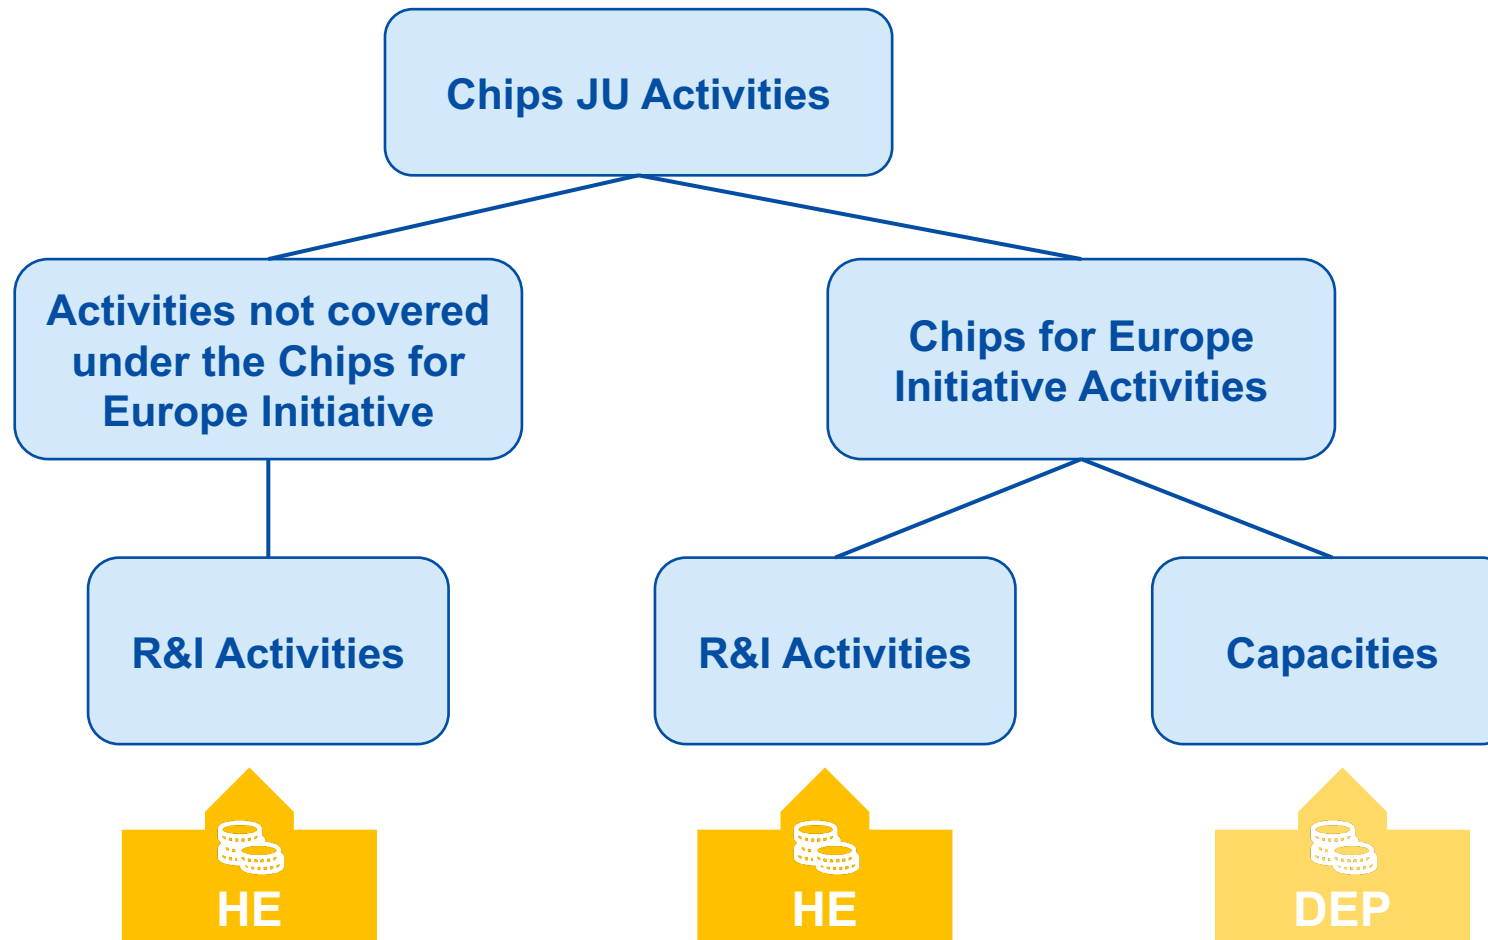 Chips JU Activities
Activities not covered
under the Chips for
Europe Initiative
Chips for Europe
Initiative Activities
R&I Activities
R&I Activities
Capacities
HE
HE
DEP